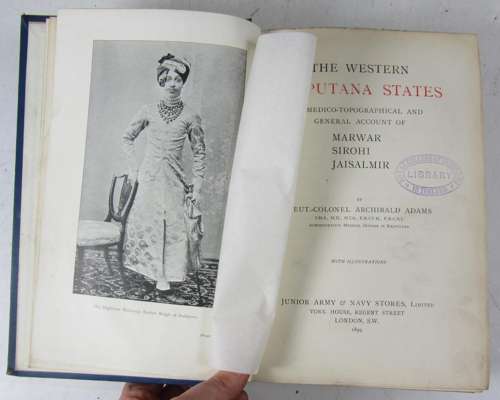 THE WESTERN
PUTANA STATES
MEDICO-TOPOGRAPHICAL AND
GENERAL ACCOUNT OF
MARWAR
SIROHI
JAISALMIR
LIBRARY
BY
EUT.-COLONEL ARCHIBALD ADAMS
WITH ILLUSTRATIONS
JUNIOR ARMY & NAVY STORES, LIMITED
YORK HOUSE, REGENT STREET
LONDON, S.W.
1899